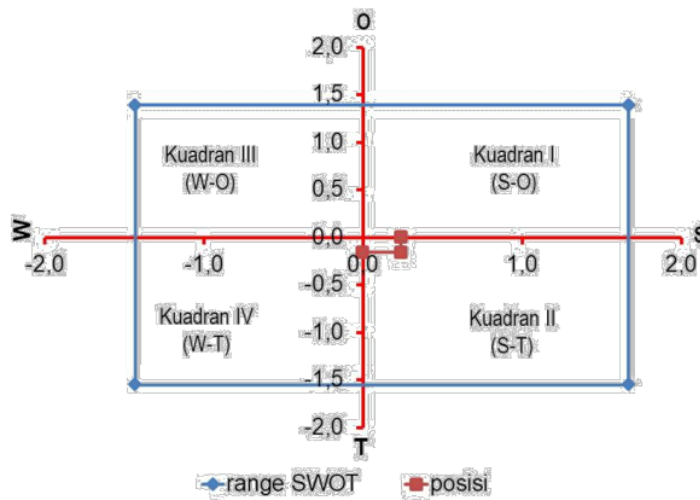 O
2,0
1,5
Kuadran III
(W-O)
1,0
Kuadran I
(S-O)
0,5
W
0,0
S
-2,0
-1,0
0,0
1,0
2,0
-0,5
Kuadran IV
(W-T)
-1,0
Kuadran II
(S-T)
-1,5
-2,0
T
range SWOT
posisi